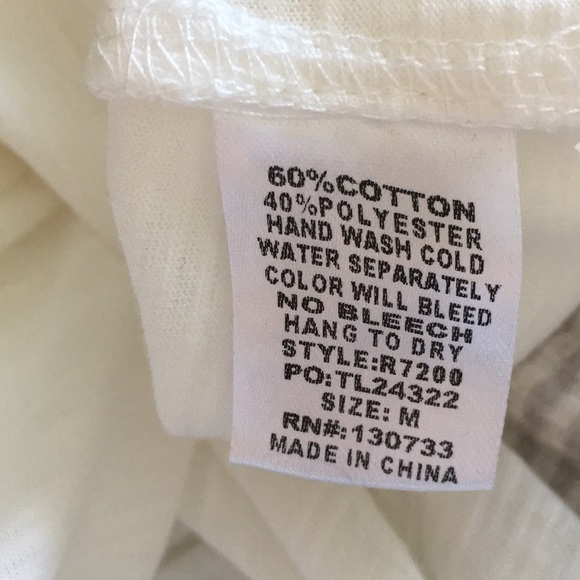 60%COTTON
40%POLYESTER
HAND WASH COLD
WATER SEPARATELY
COLOR WILL BLEED
NO BLEECH
HANG TO DRY
STYLE:R7200
PO:TL24322
SIZE: M
RN#:130733
MADE IN CHINA